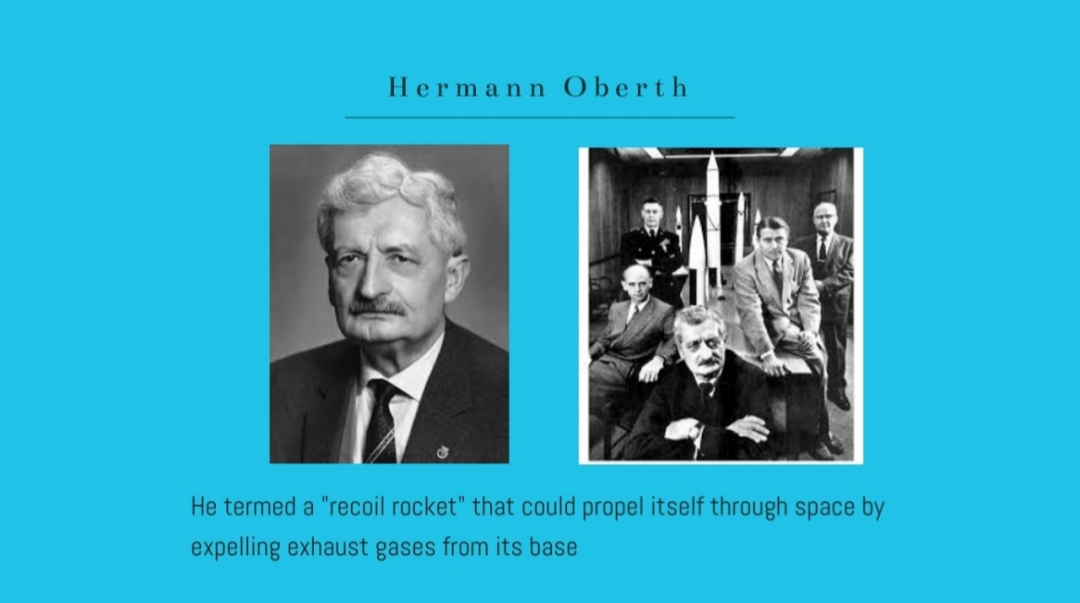 Hermann Oberth
He termed a "recoil rocket" that could propel itself through space by
expelling exhaust gases from its base